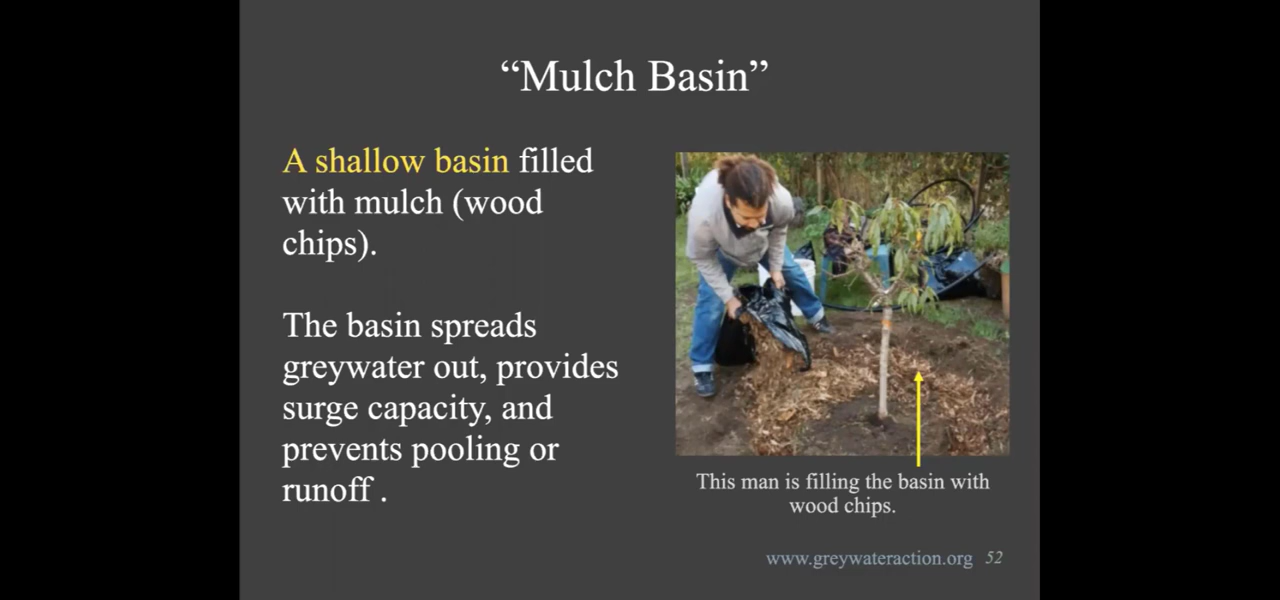 “Mulch Basin”
A shallow basin filled
with mulch (wood
chips).
The basin spreads
greywater out, provides
surge capacity, and
prevents pooling or
runoff .
This man is filling the basin with
wood chips.
www.greywateraction.org 52